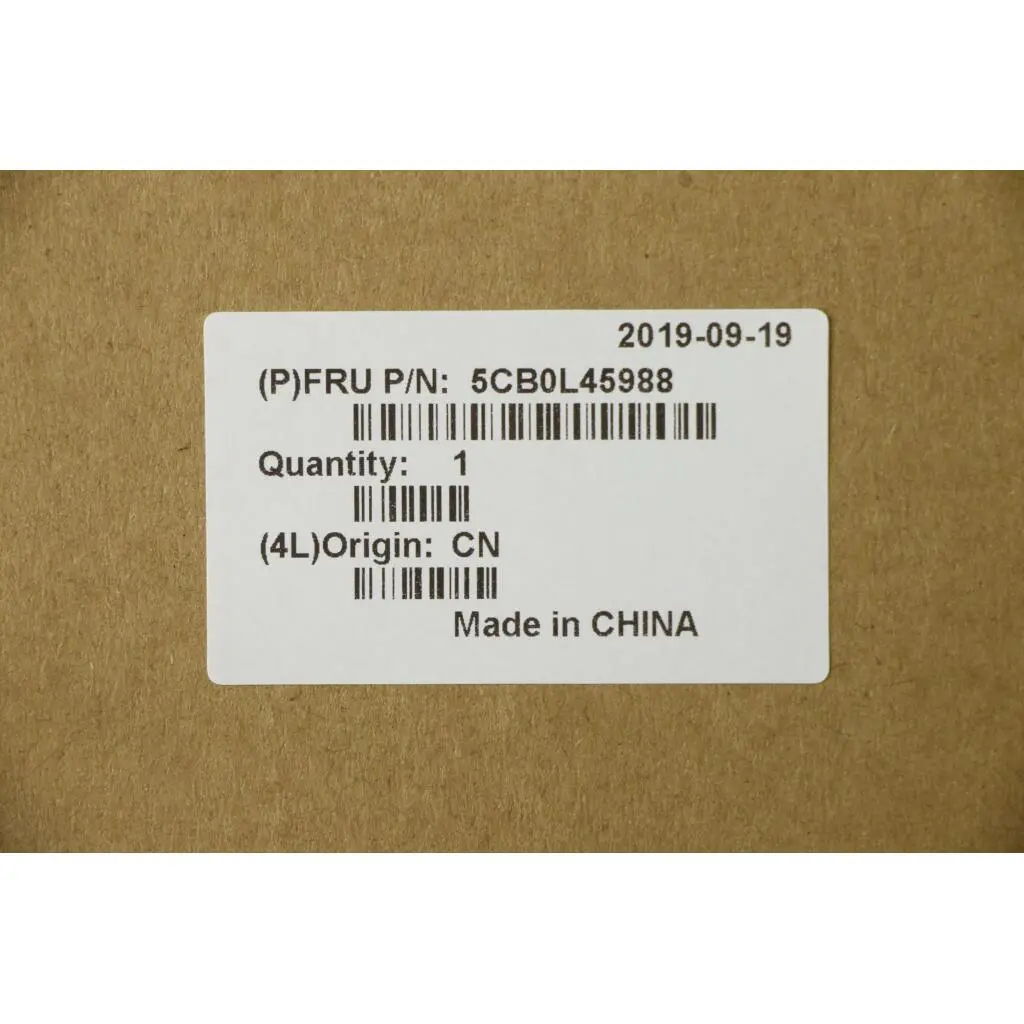 2019-09-19
(P)FRU P/N: 5CB0L45988
Quantity: 1
(4L)Origin: CN
Made in CHINA